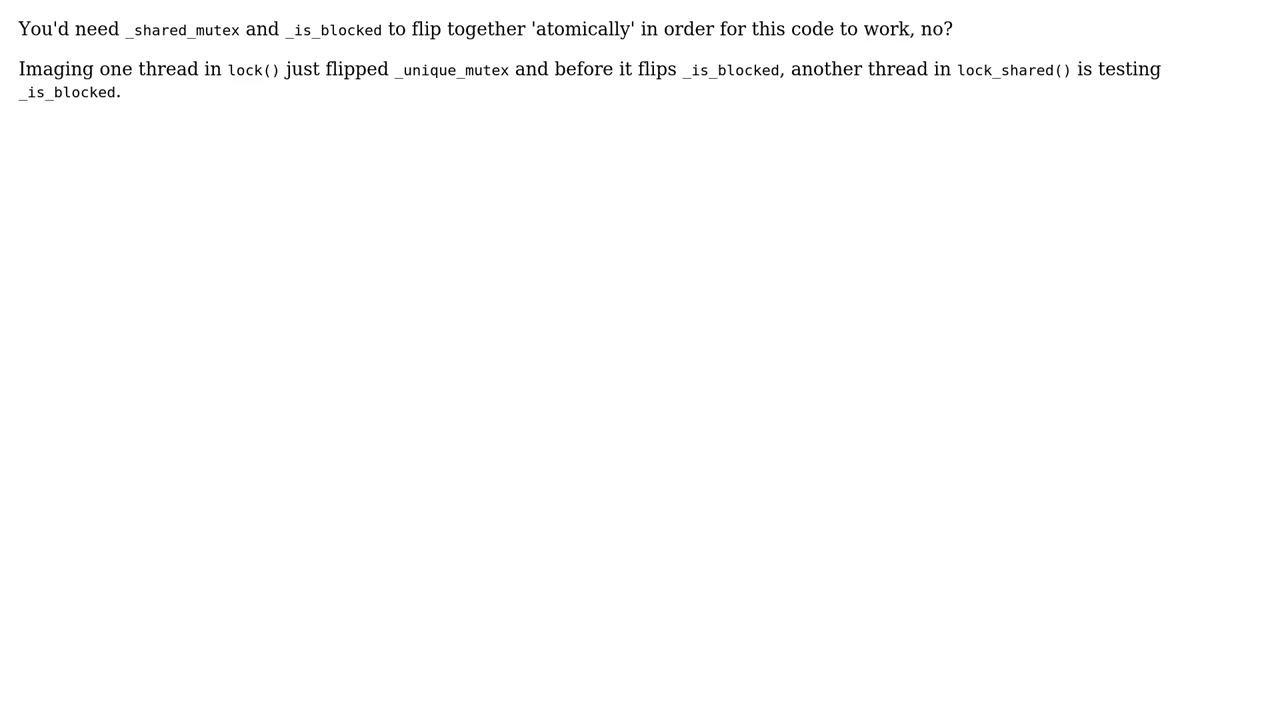 You'd need _shared_mutex and _is_blocked to flip together 'atomically' in order for this code to work, no?
Imaging one thread in lock() just flipped _unique_mutex and before it flips _is_blocked, another thread in lock_shared() is testing
_is_blocked.